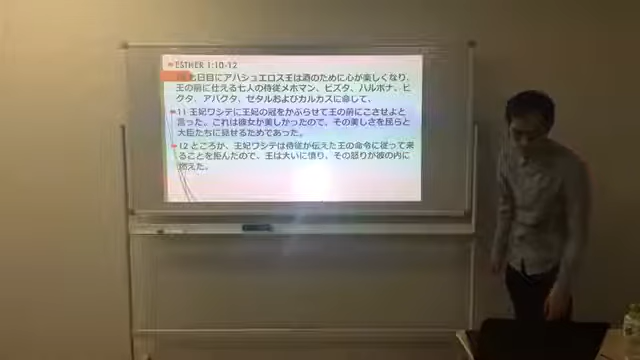 ESTHER 1:10-12
10 七日目にアハシュエロス王は酒のために心が楽しくなり、
王の前に仕える七人の侍従メホマン、ビズタ、ハルボナ、ビ
グタ、アバグタ、ゼタルおよびカルカスに命じて、
11 王妃ワシテに王妃の冠をかぶらせて王の前にこさせよと
言った。これは彼女が美しかったので、その美しさを民らと
大臣たちに見せるためであった。
12 ところが、王妃ワシテは侍従が伝えた王の命令に従って来
ることを拒んだので、王は大いに憤り、その怒りが彼の内に
燃えた。